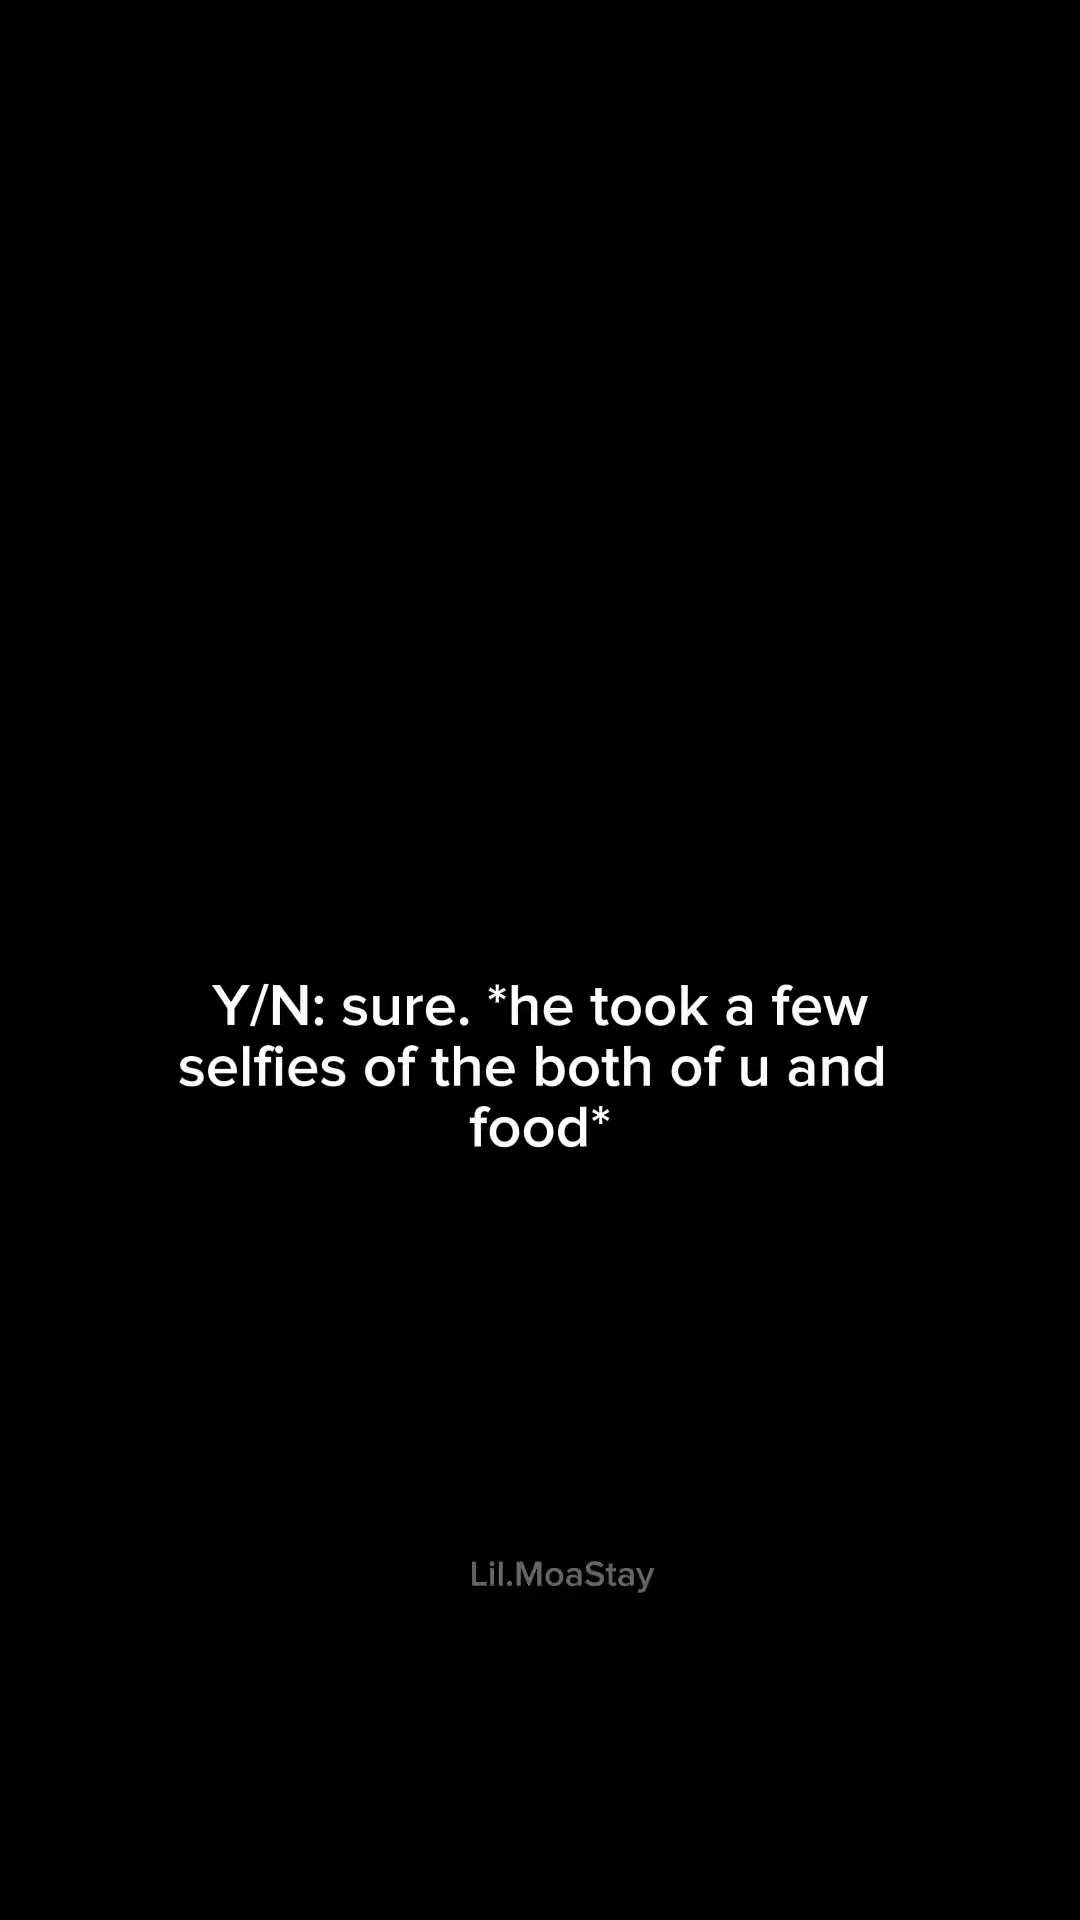 Y/N: sure. *he took a few
selfies of the both of u and
food*
Lil.MoaStay